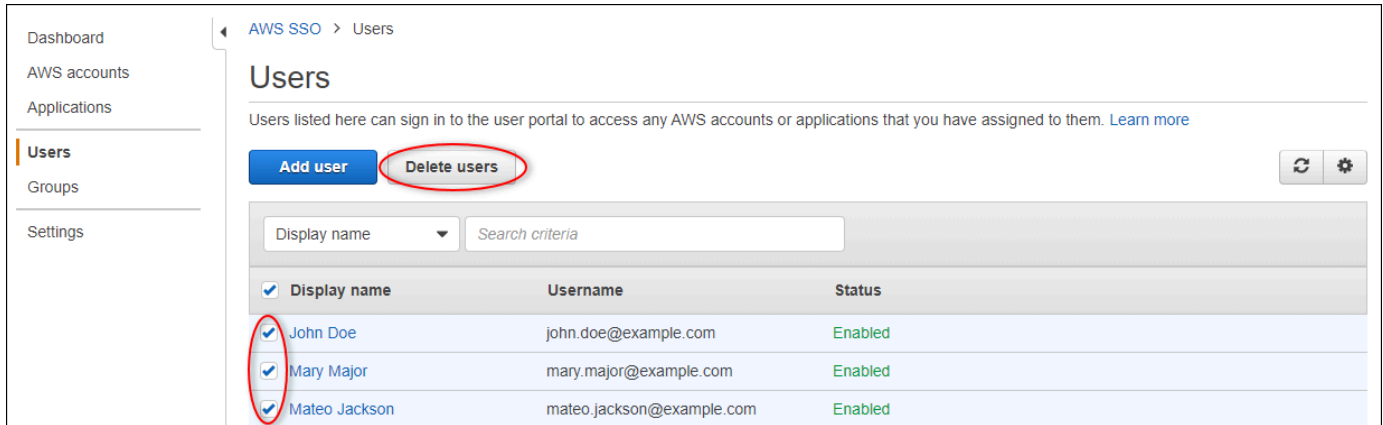 Dashboard
AWS accounts
Applications
Users
Groups
Settings
AWS SSO > Users
Users
Users listed here can sign in to the user portal to access any AWS accounts or applications that you have assigned to them. Learn more
Add user Delete users
Display name Search criteria
Display name Username Status
John Doe john.doe@example.com Enabled
Mary Major mary.major@example.com Enabled
Mateo Jackson mateo.jackson@example.com Enabled